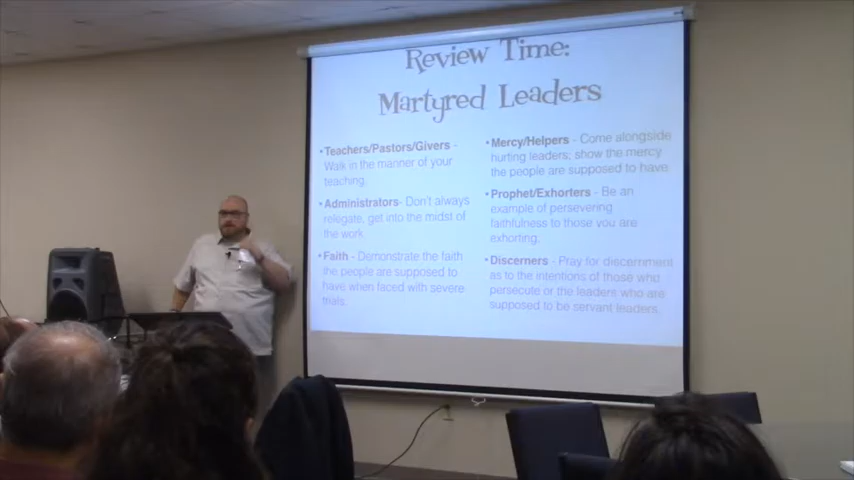 Review Time:
Martyred Leaders
• Teachers/Pastors/Givers -
Walk in the manner of your
teaching.
• Administrators- Don't always
relegate, get into the midst of
the work.
• Faith - Demonstrate the faith
the people are supposed to
have when faced with severe
trials.
• Mercy/Helpers - Come alongside
hurting leaders; show the mercy
the people are supposed to have
• Prophet/Exhorters - Be an
example of persevering
faithfulness to those you are
exhorting.
• Discerners - Pray for discernment
as to the intentions of those who
persecute or the leaders who are
supposed to be servant leaders.